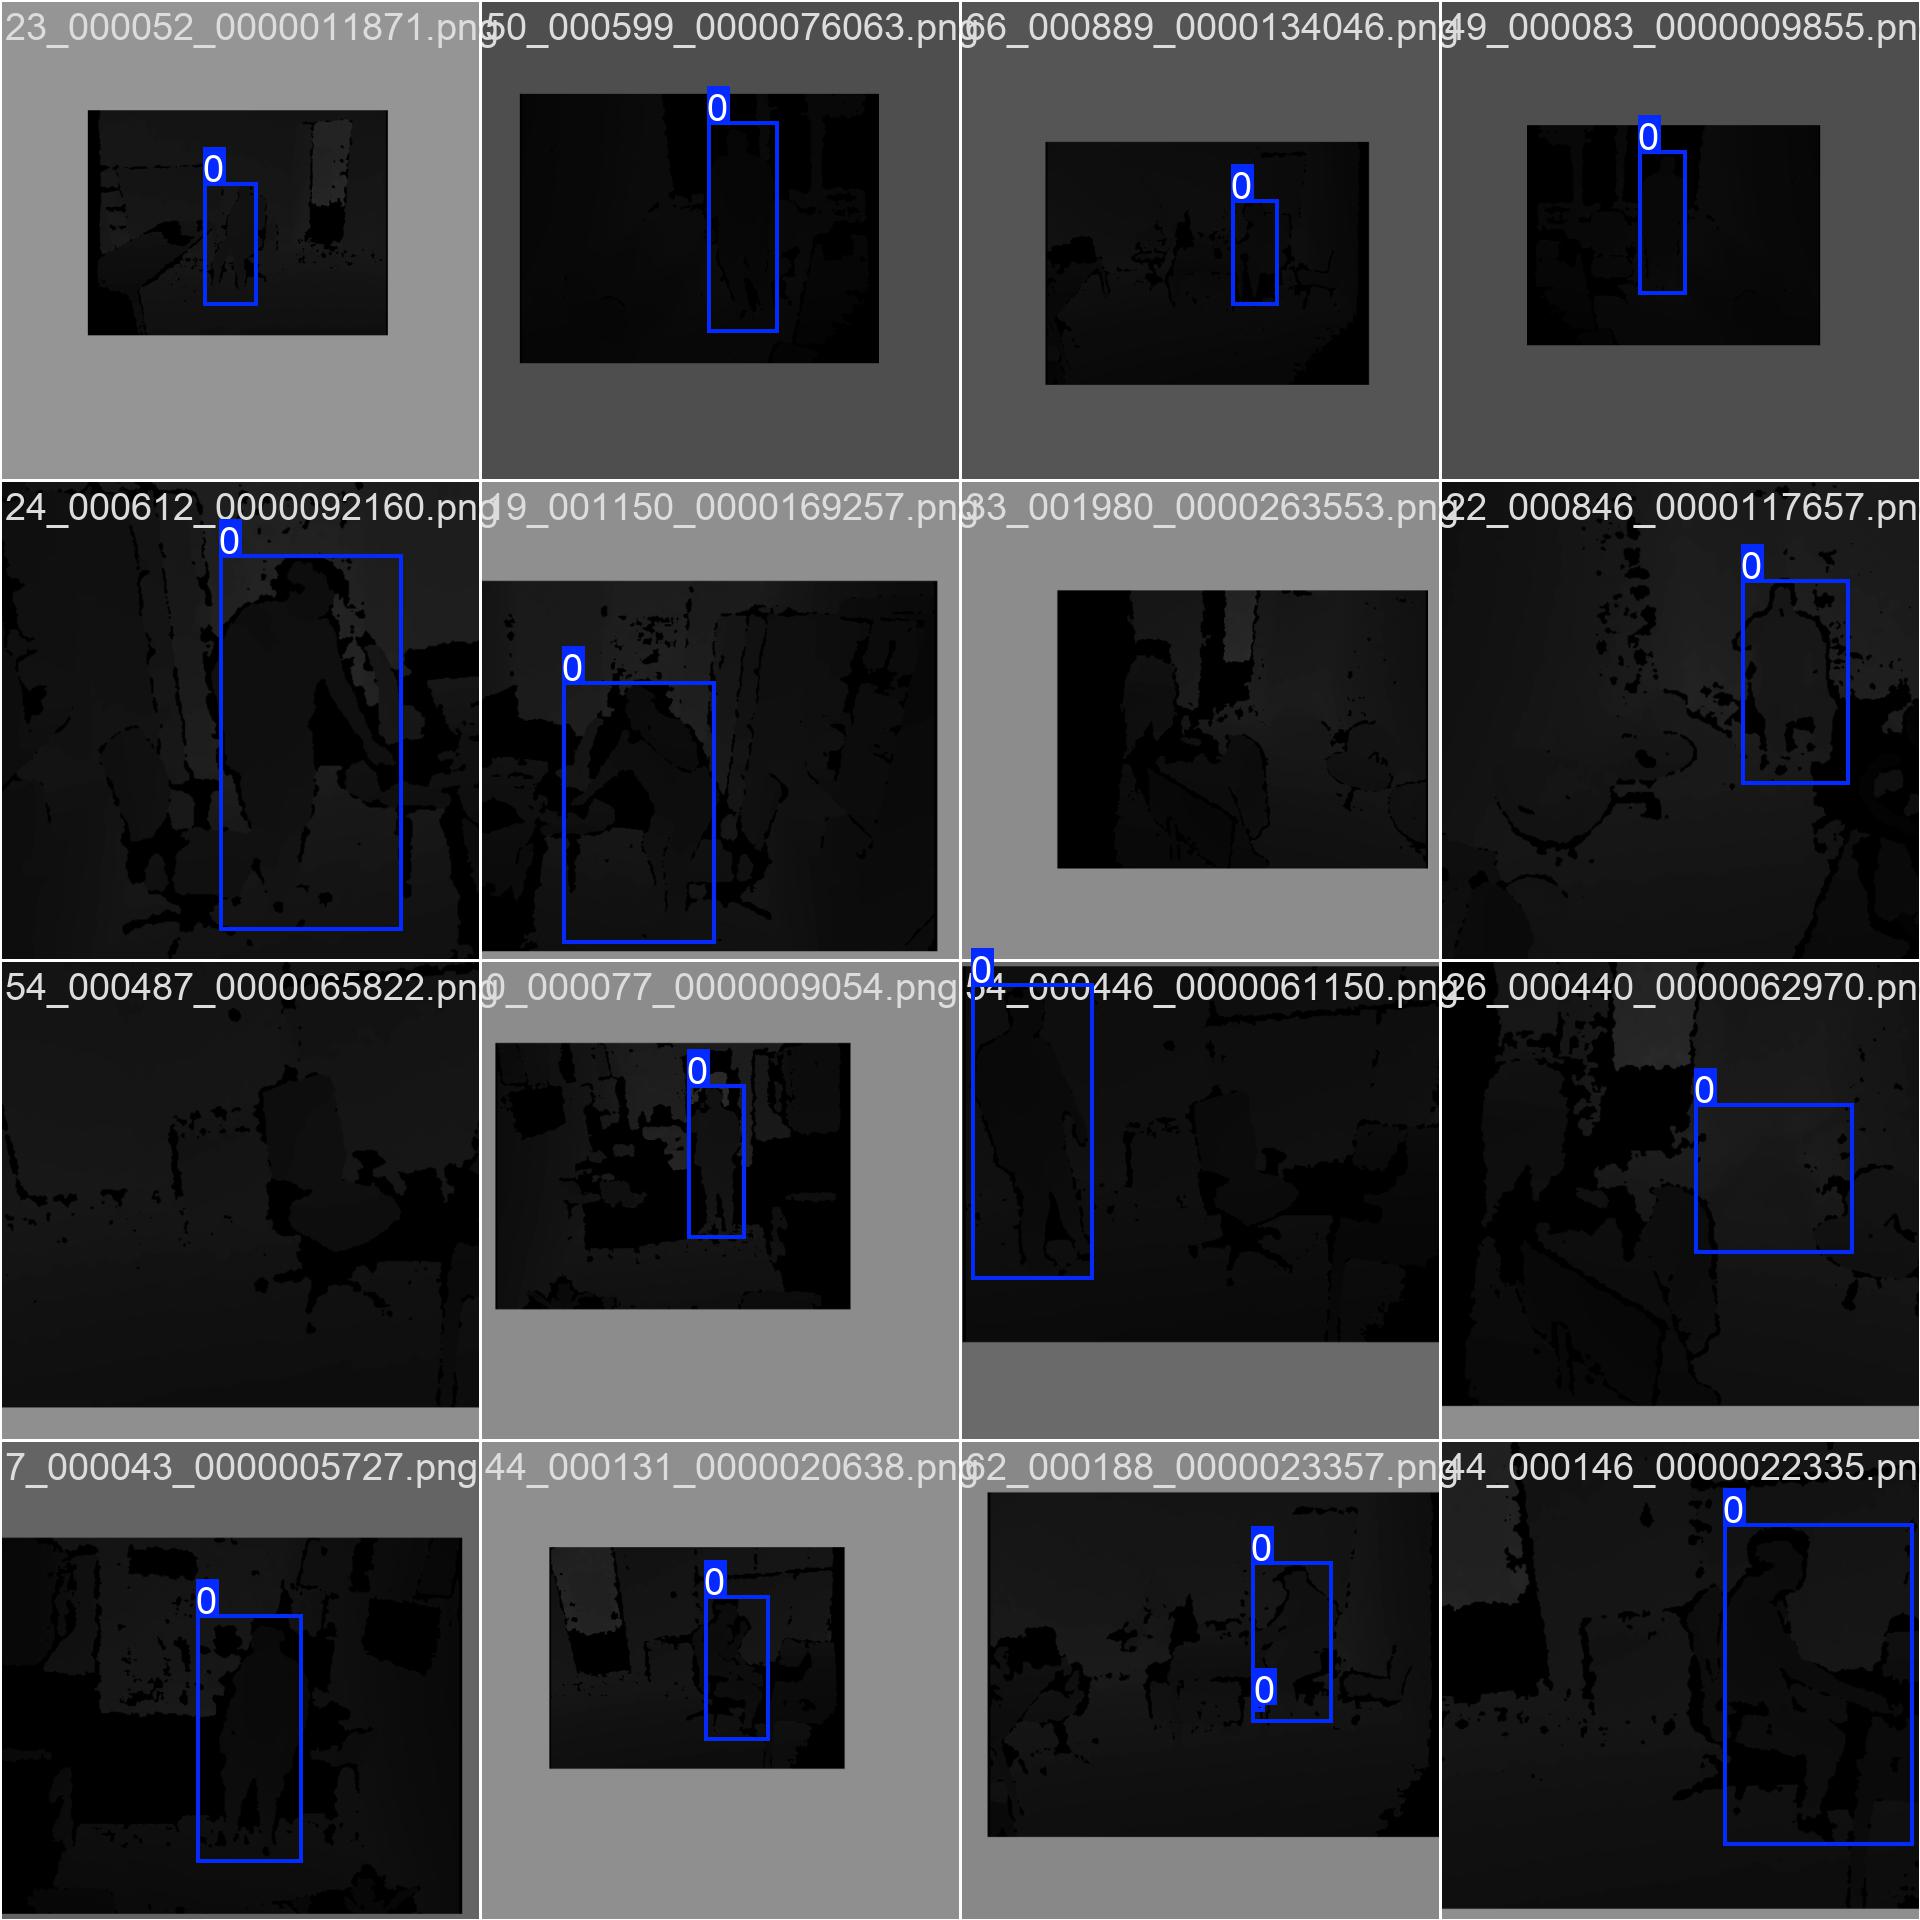 23_000052_0000011871.png
50_000599_0000076063.png
66_000889_0000134046.png
49_000083_0000009855.pn
0
0
0
0
24_000612_0000092160.png
19_001150_0000169257.png
33_001980_0000263553.png
22_000846_0000117657.pn
0
0
0
54_000487_0000065822.png
0_000077_0000009054.png
54_000446_0000061150.png
26_000440_0000062970.pn
0
0
0
7_000043_0000005727.png
44_000131_0000020638.png
62_000188_0000023357.png
44_000146_0000022335.pn
0
0
0
0
0